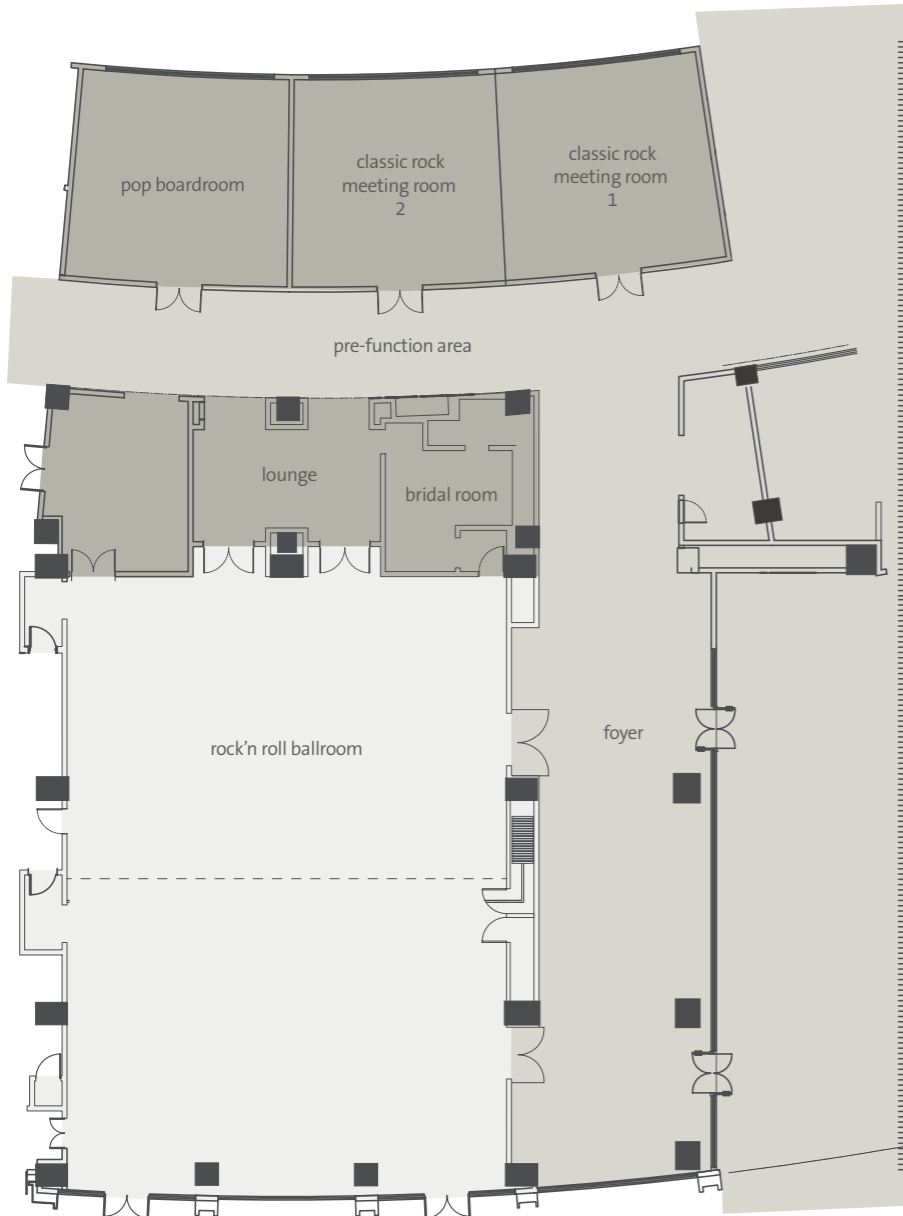 pop boardroom
classic rock
meeting room
2
classic rock
meeting room
1
pre-function area
lounge
bridal room
rock'n roll ballroom
foyer